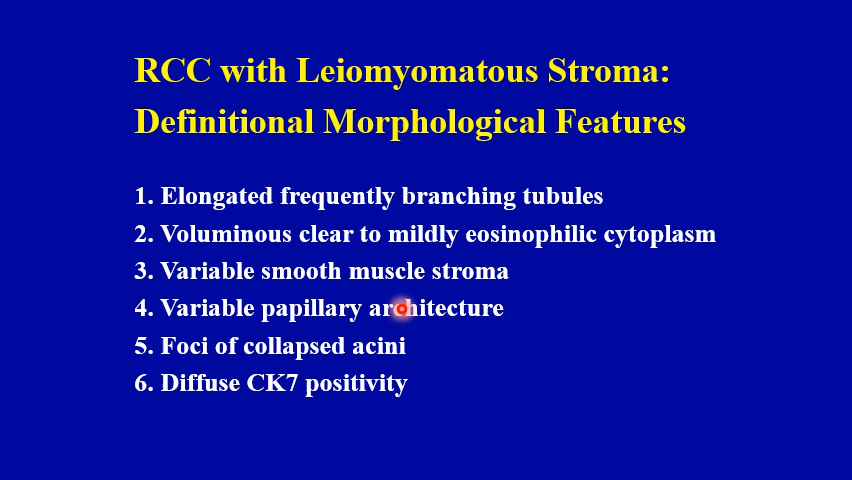 RCC with Leiomyomatous Stroma:
Definitional Morphological Features
1. Elongated frequently branching tubules
2. Voluminous clear to mildly eosinophilic cytoplasm
3. Variable smooth muscle stroma
4. Variable papillary architecture
5. Foci of collapsed acini
6. Diffuse CK7 positivity